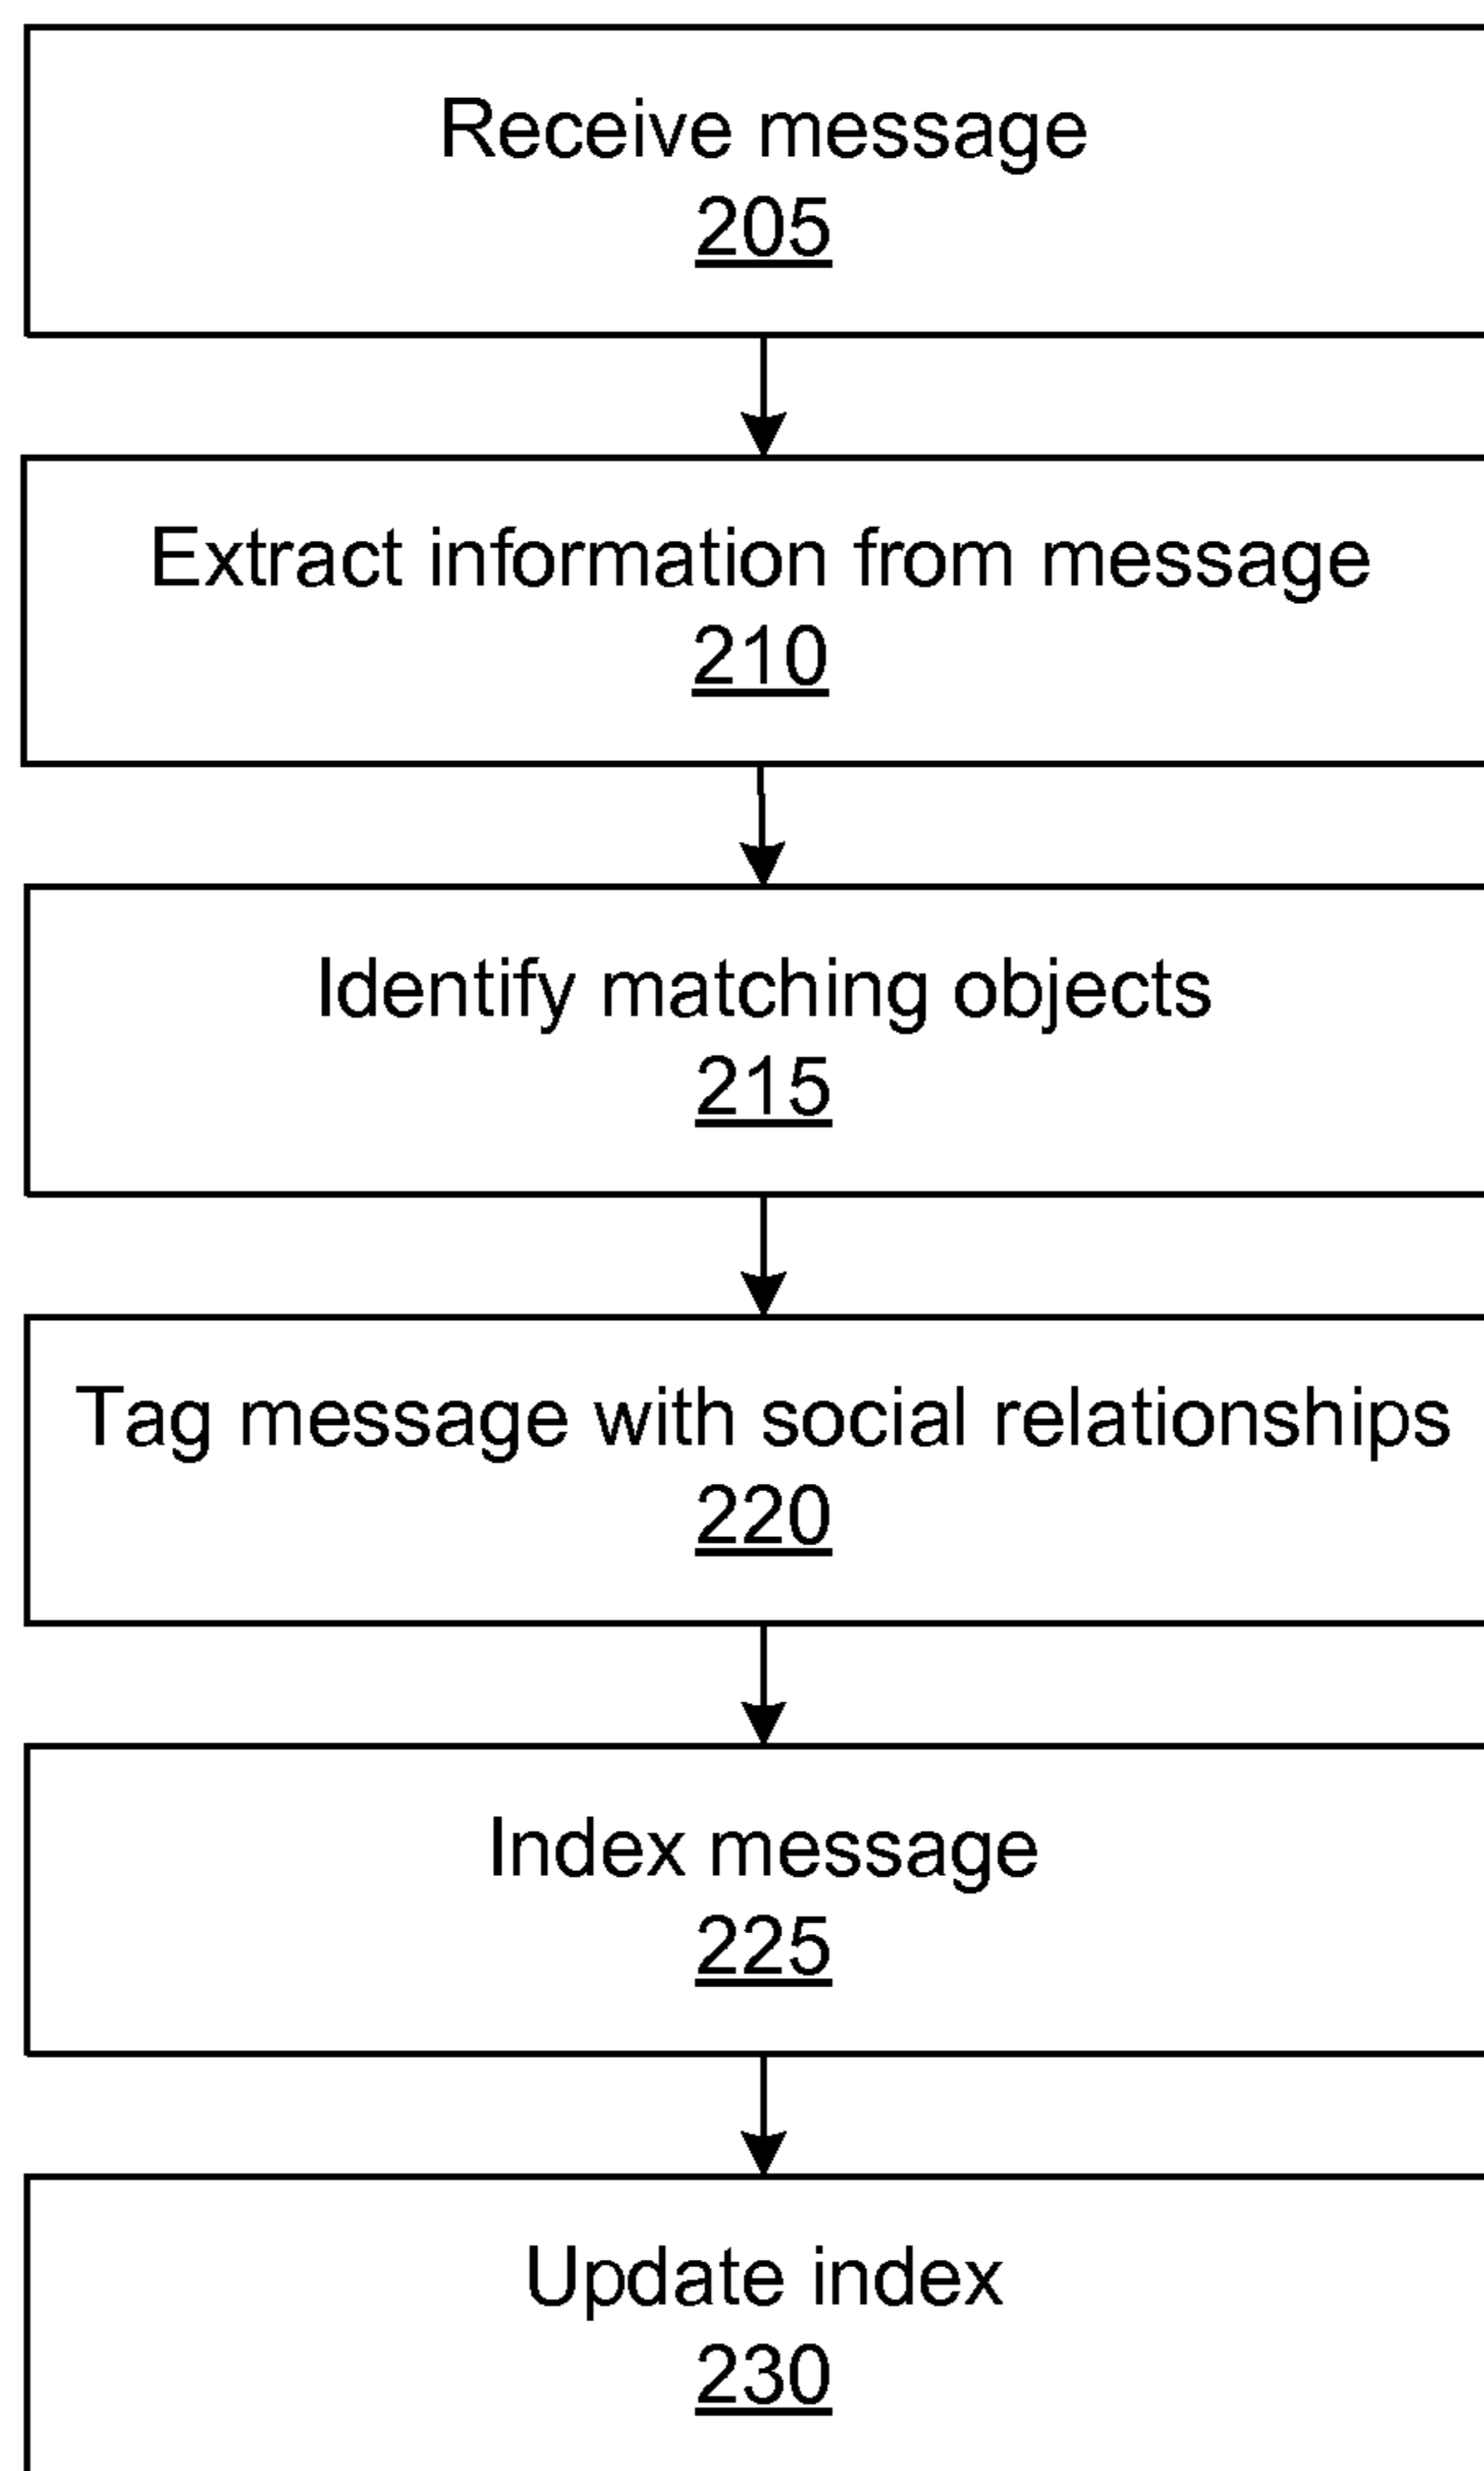 Receive message
205
Extract information from message
210
Identify matching objects
215
Tag message with social relationships
220
Index message
225
Update index
230